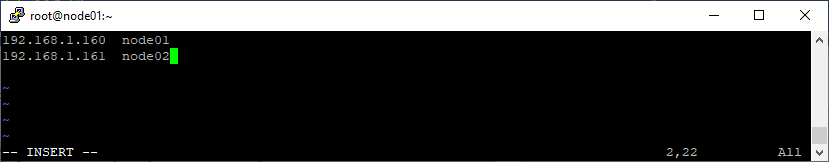 root@node01:~
192.168.1.160  node01
192.168.1.161  node02
~
~
~
~
-- INSERT --                    2,22          All